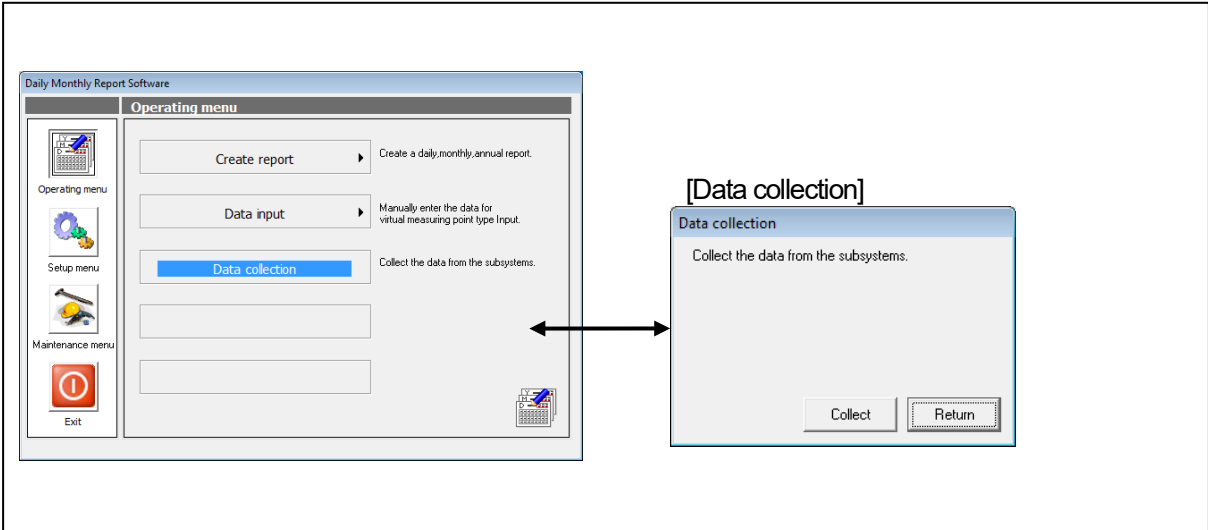 Daily Monthly Report Software
Operating menu
Operating menu
Setup menu
Maintenance menu
Exit
Create report
Create a daily,monthly,annual report.
Data input
Manually enter the data for
virtual measuring point type Input.
Data collection
Collect the data from the subsystems.
[Data collection]
Data collection
Collect the data from the subsystems.
Collect
Return